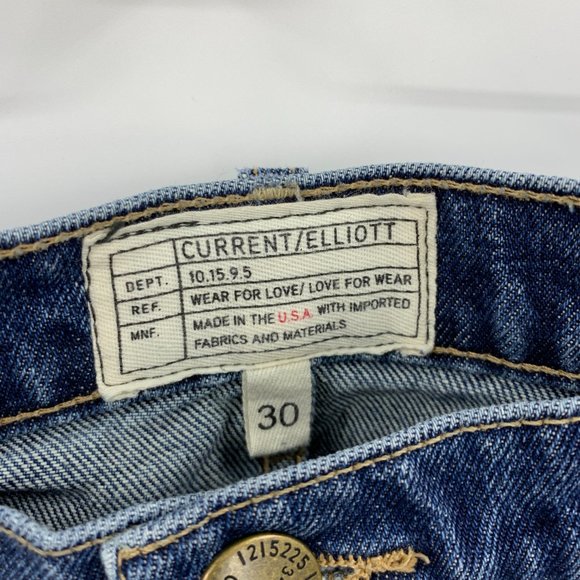 CURRENT/ELLIOTT
DEPT. 10.15.9.5
REF. WEAR FOR LOVE/ LOVE FOR WEAR
MNF. MADE IN THE U.S.A. WITH IMPORTED
FABRICS AND MATERIALS
30
1215225